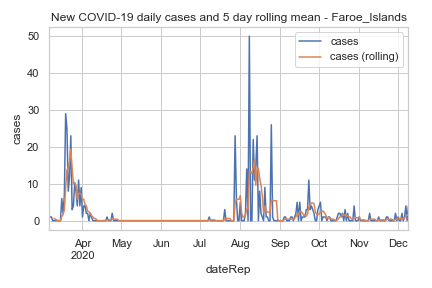 New COVID-19 daily cases and 5 day rolling mean - Faroe_Islands
cases
cases (rolling)
50
40
30
20
10
0
cases
Apr May Jun Jul Aug Sep Oct Nov Dec
2020
dateRep